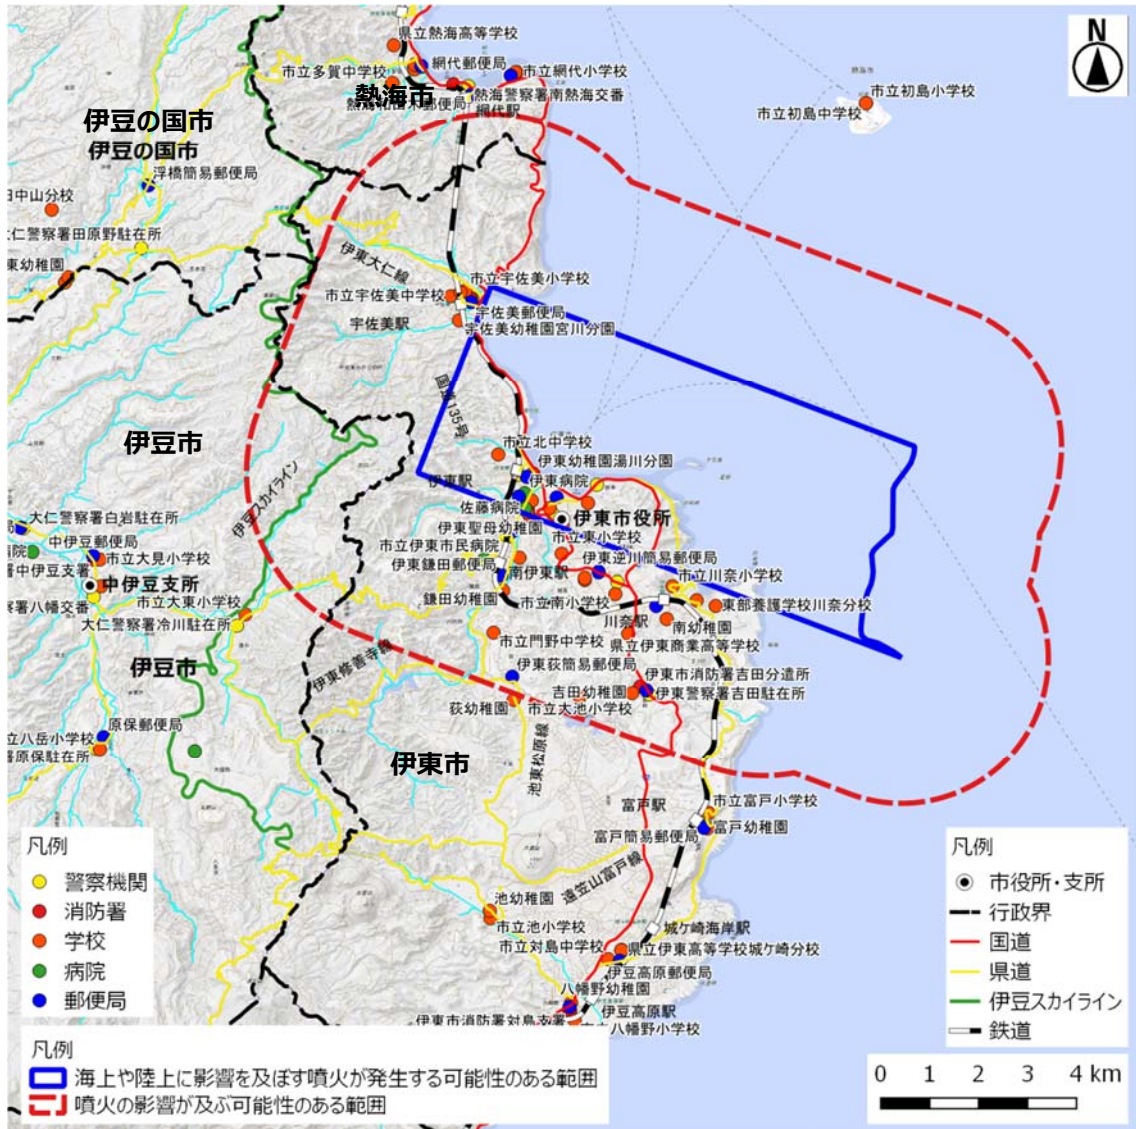 N
県立熱海高等学校
網代郵便局
市立多賀中学校
市立網代小学校
熱海市
熱海警察署南熱海交番
網代駅
熱海市
市立初島小学校
市立初島中学校
伊豆の国市
伊豆の国市
浮橋簡易郵便局
日中山分校
大仁警察署田原野駐在所
東幼稚園
伊東大仁線
市立宇佐美小学校
市立宇佐美中学校
宇佐美郵便局
宇佐美駅
宇佐美幼稚園宮川分園
国道135号
伊豆市
市立北中学校
伊東幼稚園湯川分園
伊東駅
伊東病院
伊豆スカイライン
佐藤病院
伊東市役所
大仁警察署白岩駐在所
伊東聖母幼稚園
市立東小学校
中伊豆郵便局
市立伊東市民病院
病院
市立大見小学校
伊東鎌田郵便局
伊東逆川簡易郵便局
署中伊豆支署
南伊東駅
市立川奈小学校
中伊豆支所
鎌田幼稚園
市立南小学校
東部養護学校川奈分校
察署八幡交番
市立大東小学校
川奈駅
南幼稚園
大仁警察署冷川駐在所
市立門野中学校
県立伊東商業高等学校
伊豆市
伊東修善寺線
伊東荻簡易郵便局
伊東市消防署吉田分遣所
吉田幼稚園
伊東警察署吉田駐在所
荻幼稚園
市立大池小学校
原保郵便局
立八岳小学校
署原保駐在所
伊東市
池東松原線
富戸駅
市立富戸小学校
富戸幼稚園
富戸簡易郵便局
遠笠山富戸線
池幼稚園
市立池小学校
城ケ崎海岸駅
市立対島中学校
県立伊東高等学校城ケ崎分校
伊豆高原郵便局
八幡野幼稚園
伊豆高原駅
伊東市消防署対島支署
八幡野小学校
凡例
警察機関
消防署
学校
病院
郵便局
凡例
市役所・支所
行政界
国道
県道
伊豆スカイライン
鉄道
凡例
海上や陸上に影響を及ぼす噴火が発生する可能性のある範囲
噴火の影響が及ぶ可能性のある範囲
0 1 2 3 4 km